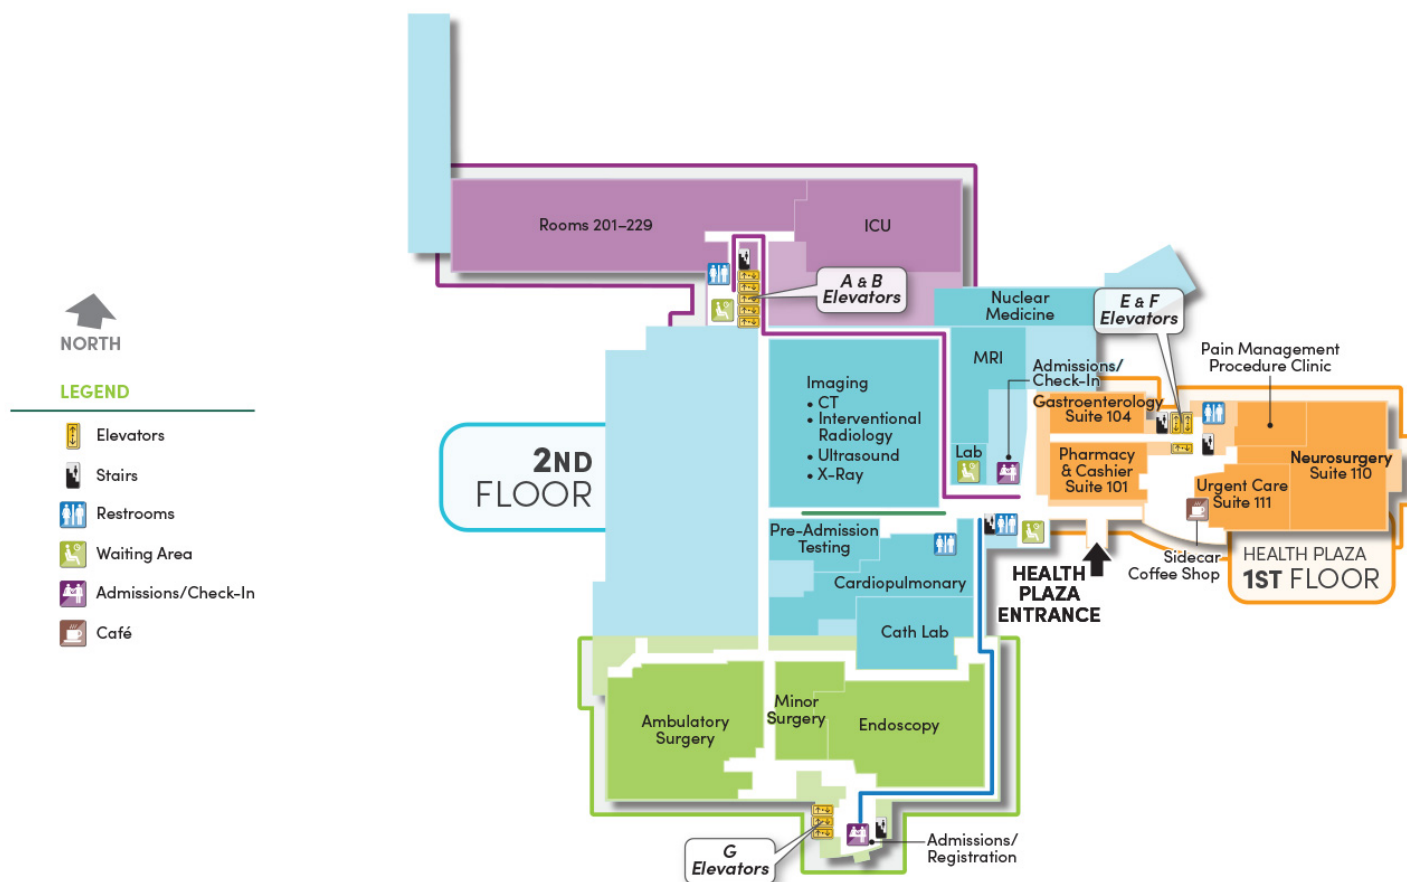 NORTH
LEGEND
Elevators
Stairs
Restrooms
Waiting Area
Admissions/Check-In
Café
2ND
FLOOR
Rooms 201–229
ICU
A & B
Elevators
Nuclear
Medicine
E & F
Elevators
MRI
Admissions/
Check-In
Pain Management
Procedure Clinic
Imaging
• CT
• Interventional
Radiology
• Ultrasound
• X-Ray
Lab
Gastroenterology
Suite 104
Pharmacy
& Cashier
Suite 101
Neurosurgery
Suite 110
Urgent Care
Suite 111
Pre-Admission
Testing
Cardiopulmonary
Cath Lab
HEALTH
PLAZA
ENTRANCE
Sidecar
Coffee Shop
HEALTH PLAZA
1ST FLOOR
Ambulatory
Surgery
Minor
Surgery
Endoscopy
G
Elevators
Admissions/
Registration